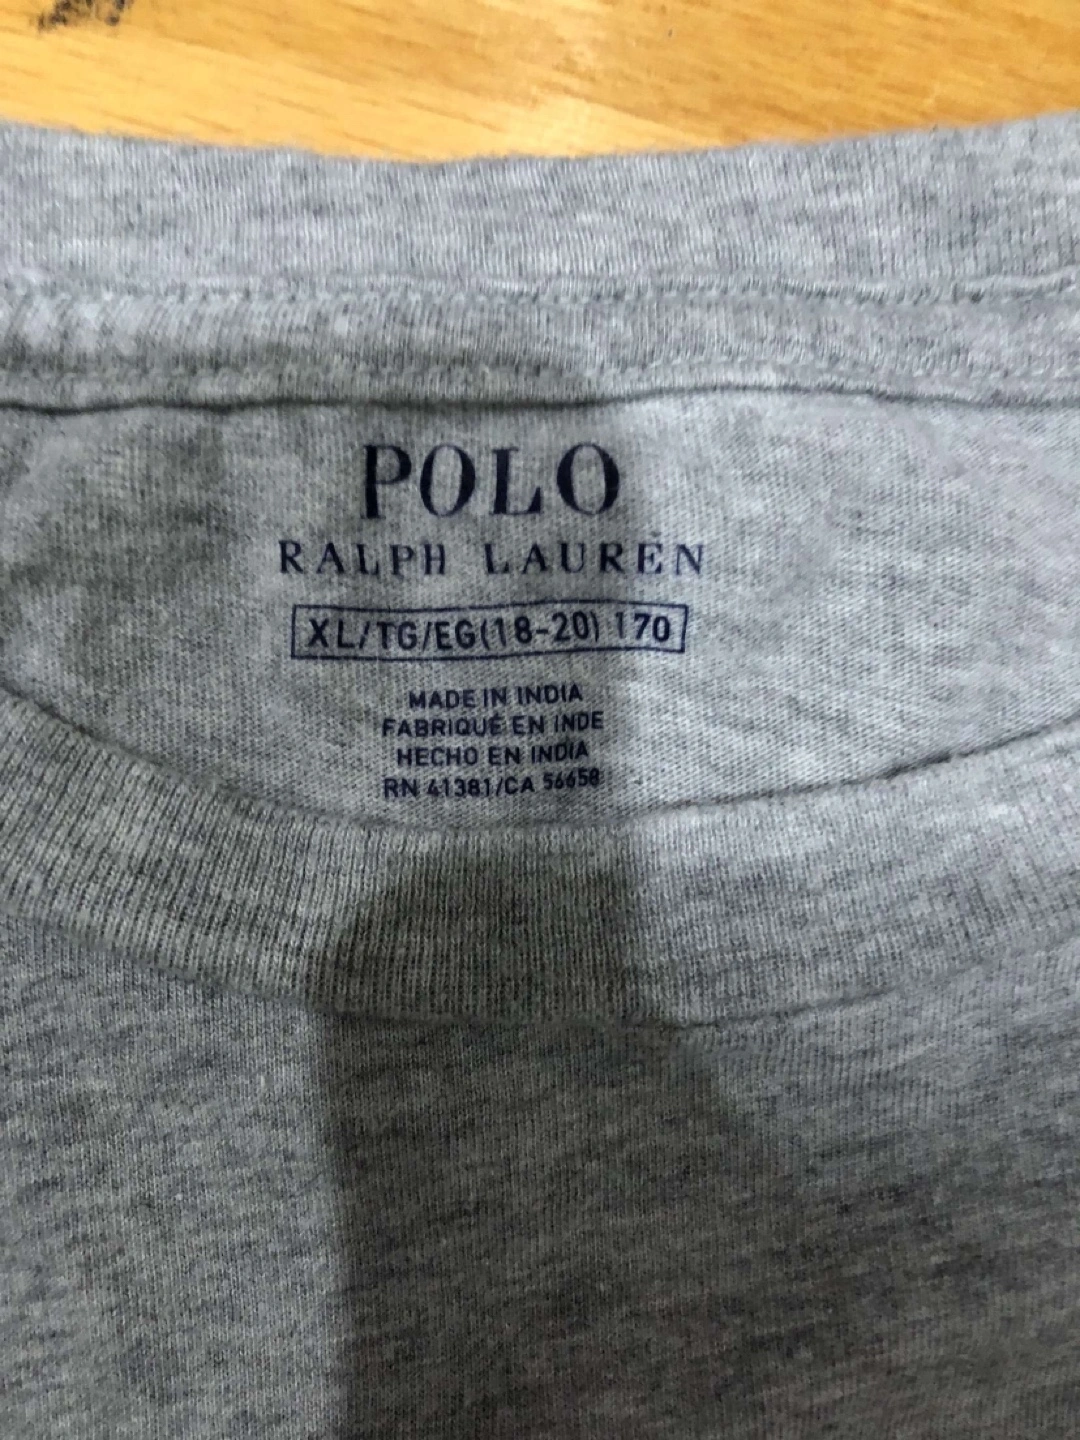 POLO
RALPH LAUREN
XL/TG/EG(18-20) 170
MADE IN INDIA
FABRIQUÉ EN INDE
HECHO EN INDIA
RN 41381/CA 56658